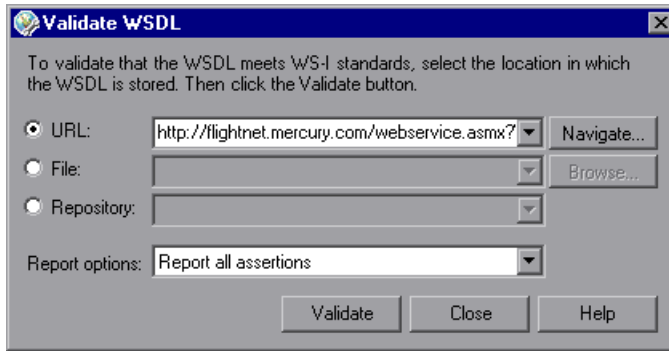 Validate WSDL
To validate that the WSDL meets WS-I standards, select the location in which
the WSDL is stored. Then click the Validate button.
URL: http://flightnet.mercury.com/webservice.asmx? Navigate...
File: Browse...
Repository:
Report options: Report all assertions
Validate Close Help